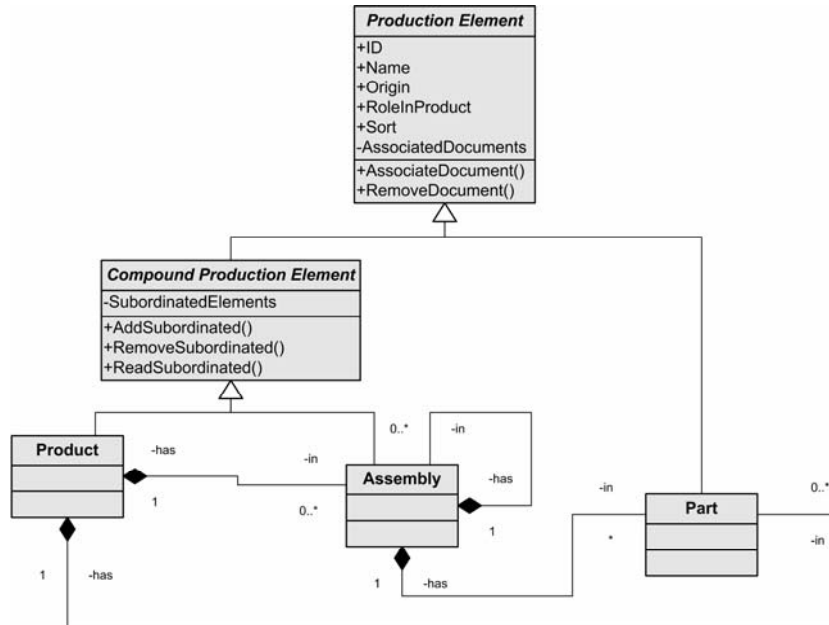 Production Element
+ID
+Name
+Origin
+RoleInProduct
+Sort
-AssociatedDocuments
+AssociateDocument()
+RemoveDocument()
Compound Production Element
-SubordinatedElements
+AddSubordinated()
+RemoveSubordinated()
+ReadSubordinated()
Product
-has
1
-in
0..*
1
-has
Assembly
0..*
-in
-has
1
1
-has
-in
*
Part
0..*
-in